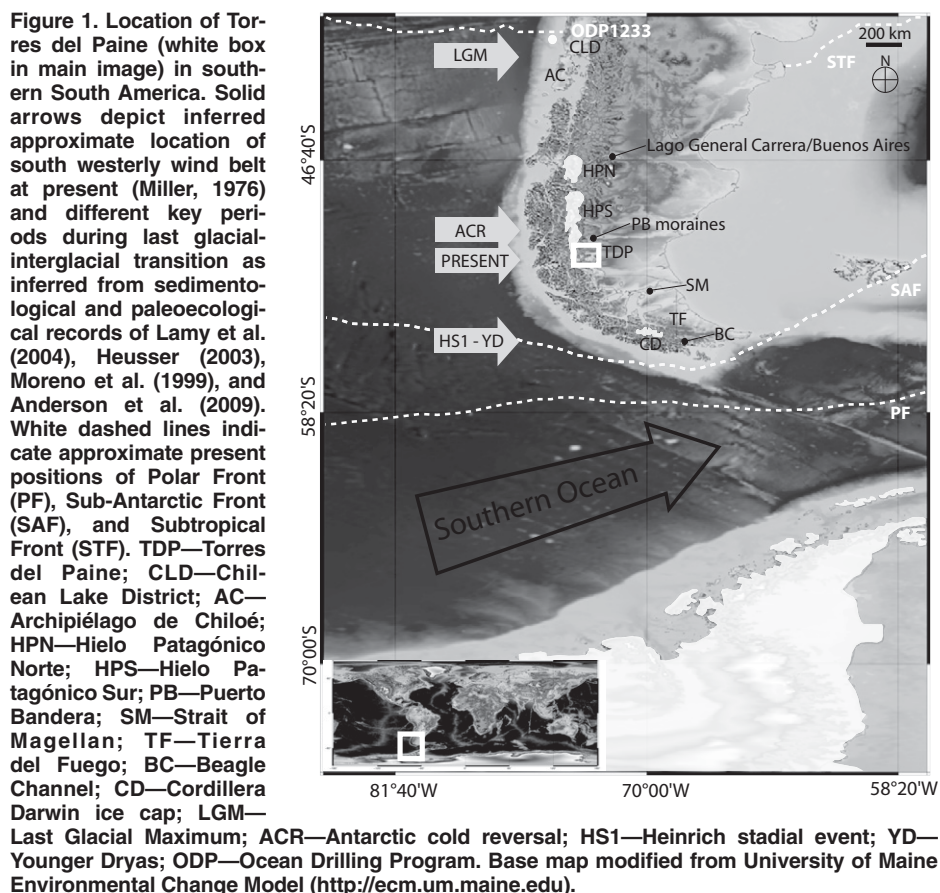 Figure 1. Location of Tor-
res del Paine (white box
in main image) in south-
ern South America. Solid
arrows depict inferred
approximate location of
south westerly wind belt
at present (Miller, 1976)
and different key peri-
ods during last glacial-
interglacial transition as
inferred from sedimento-
logical and paleoecologi-
cal records of Lamy et al.
(2004), Heusser (2003),
Moreno et al. (1999), and
Anderson et al. (2009).
White dashed lines indi-
cate approximate present
positions of Polar Front
(PF), Sub-Antarctic Front
(SAF), and Subtropical
Front (STF). TDP—Torres
del Paine; CLD—Chil-
ean Lake District; AC—
Archipiélago de Chiloé;
HPN—Hielo Patagónico
Norte; HPS—Hielo Pa-
tagónico Sur; PB—Puerto
Bandera; SM—Strait of
Magellan; TF—Tierra
del Fuego; BC—Beagle
Channel; CD—Cordillera
Darwin ice cap; LGM—
Last Glacial Maximum; ACR—Antarctic cold reversal; HS1—Heinrich stadial event; YD—
Younger Dryas; ODP—Ocean Drilling Program. Base map modified from University of Maine
Environmental Change Model (http://ecm.um.maine.edu).
ODP1233
CLD
LGM
AC
200 km
N
STF
46°40'S
Lago General Carrera/Buenos Aires
HPN
HPS
ACR
PB moraines
PRESENT
TDP
SM
SAF
TF
HS1 - YD
BC
CD
58°20'S
PF
Southern Ocean
70°00'S
81°40'W
70°00'W
58°20'W